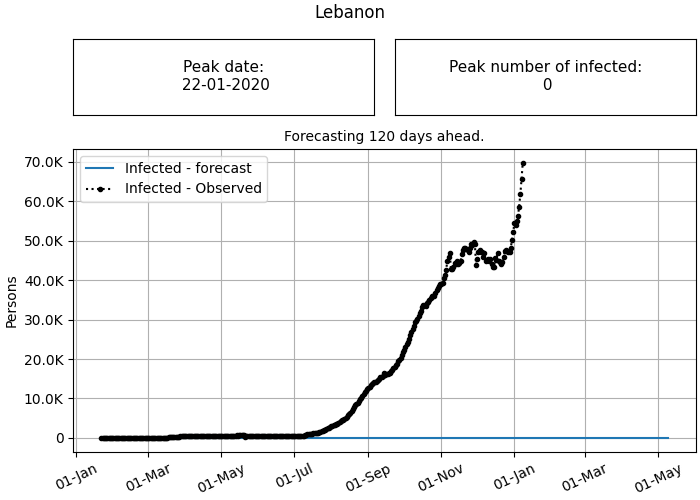 Lebanon
Peak date:
22-01-2020
Peak number of infected:
0
Forecasting 120 days ahead.
Infected - forecast
Infected - Observed
Persons
70.0K
60.0K
50.0K
40.0K
30.0K
20.0K
10.0K
0
01-Jan
01-Mar
01-May
01-Jul
01-Sep
01-Nov
01-Jan
01-Mar
01-May